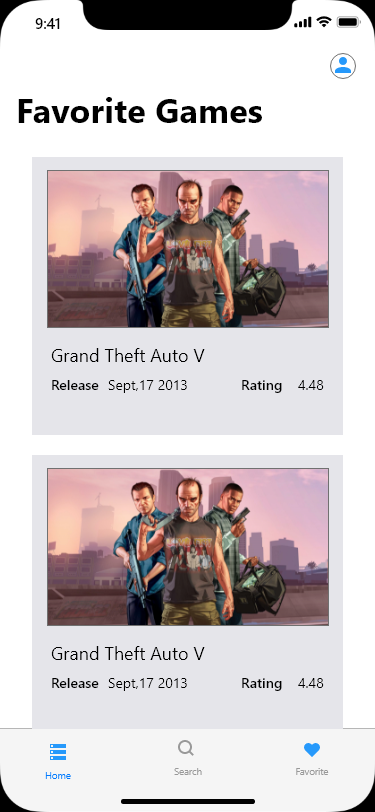 9:41
Favorite Games
Grand Theft Auto V
Release Sept,17 2013 Rating 4.48
Grand Theft Auto V
Release Sept,17 2013 Rating 4.48
Home Search Favorite